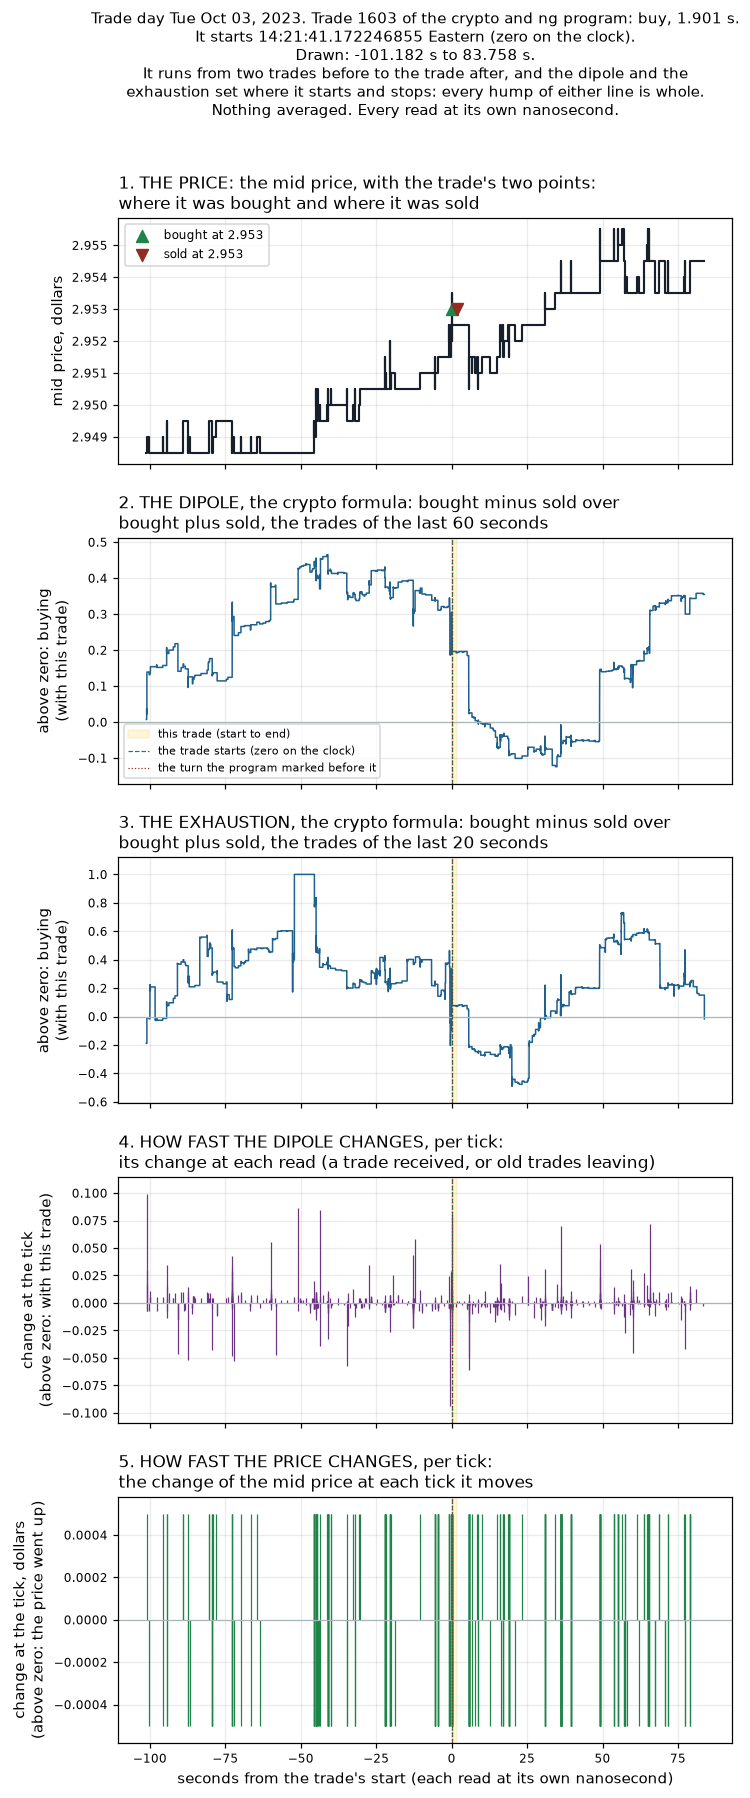 Trade day Tue Oct 03, 2023. Trade 1603 of the crypto and ng program: buy, 1.901 s.
It starts 14:21:41.172246855 Eastern (zero on the clock).
Drawn: -101.182 s to 83.758 s.
It runs from two trades before to the trade after, and the dipole and the
exhaustion set where it starts and stops: every hump of either line is whole.
Nothing averaged. Every read at its own nanosecond.
1. THE PRICE: the mid price, with the trade's two points:
where it was bought and where it was sold
bought at 2.953
sold at 2.953
mid price, dollars
2.955
2.954
2.953
2.952
2.951
2.950
2.949
2. THE DIPOLE, the crypto formula: bought minus sold over
bought plus sold, the trades of the last 60 seconds
above zero: buying
(with this trade)
0.5
0.4
0.3
0.2
0.1
0.0
−0.1
this trade (start to end)
the trade starts (zero on the clock)
the turn the program marked before it
3. THE EXHAUSTION, the crypto formula: bought minus sold over
bought plus sold, the trades of the last 20 seconds
above zero: buying
(with this trade)
1.0
0.8
0.6
0.4
0.2
0.0
−0.2
−0.4
−0.6
4. HOW FAST THE DIPOLE CHANGES, per tick:
its change at each read (a trade received, or old trades leaving)
change at the tick
(above zero: with this trade)
0.100
0.075
0.050
0.025
0.000
−0.025
−0.050
−0.075
−0.100
5. HOW FAST THE PRICE CHANGES, per tick:
the change of the mid price at each tick it moves
change at the tick, dollars
(above zero: the price went up)
0.0004
0.0002
0.0000
−0.0002
−0.0004
−100 −75 −50 −25 0 25 50 75
seconds from the trade's start (each read at its own nanosecond)